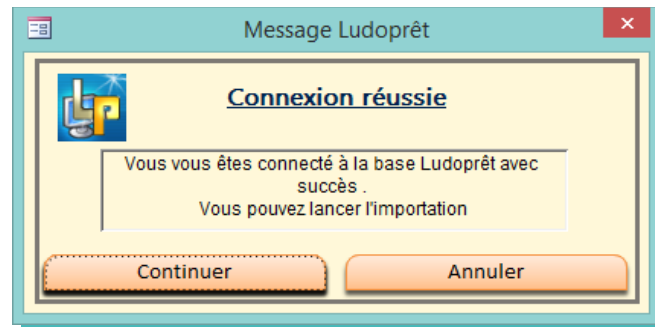 Message Ludoprêt
Connexion réussie
Vous vous êtes connecté à la base Ludoprêt avec
succès .
Vous pouvez lancer l'importation
Continuer
Annuler